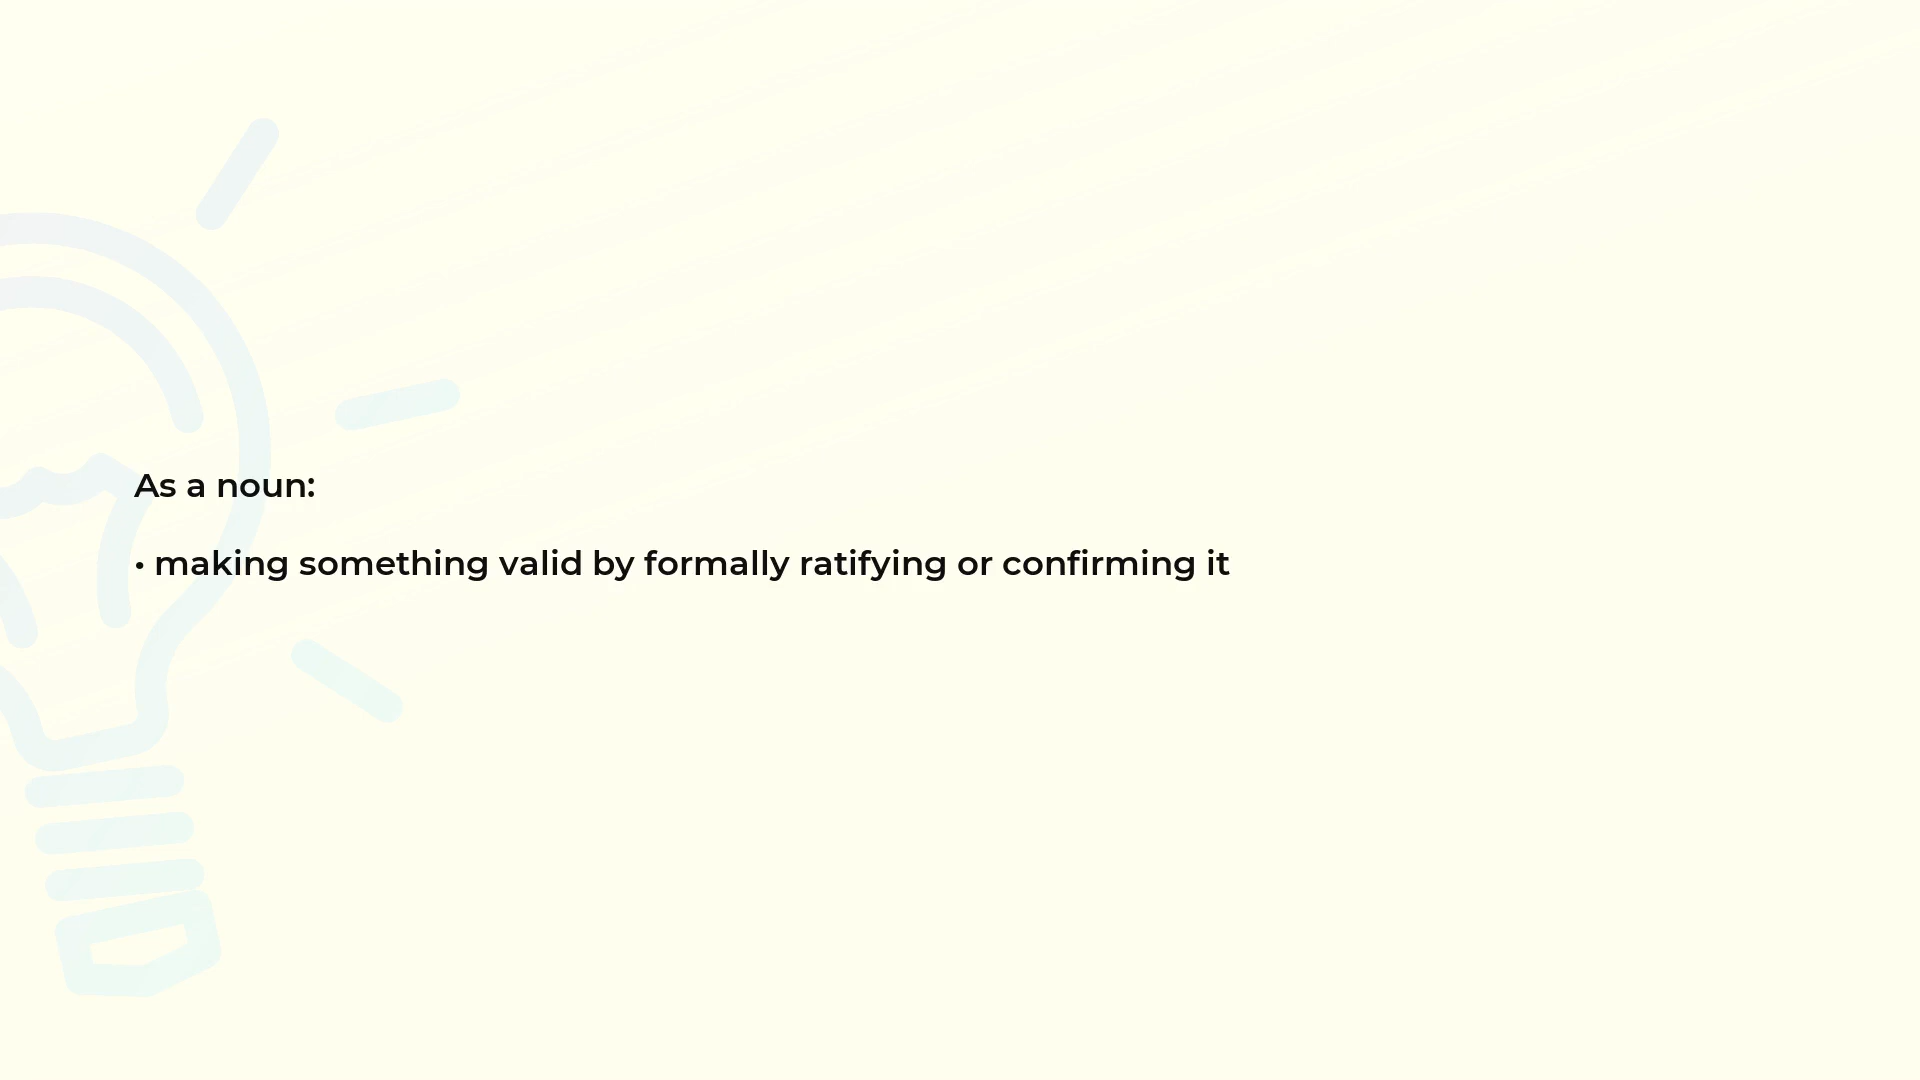 As a noun:
• making something valid by formally ratifying or confirming it